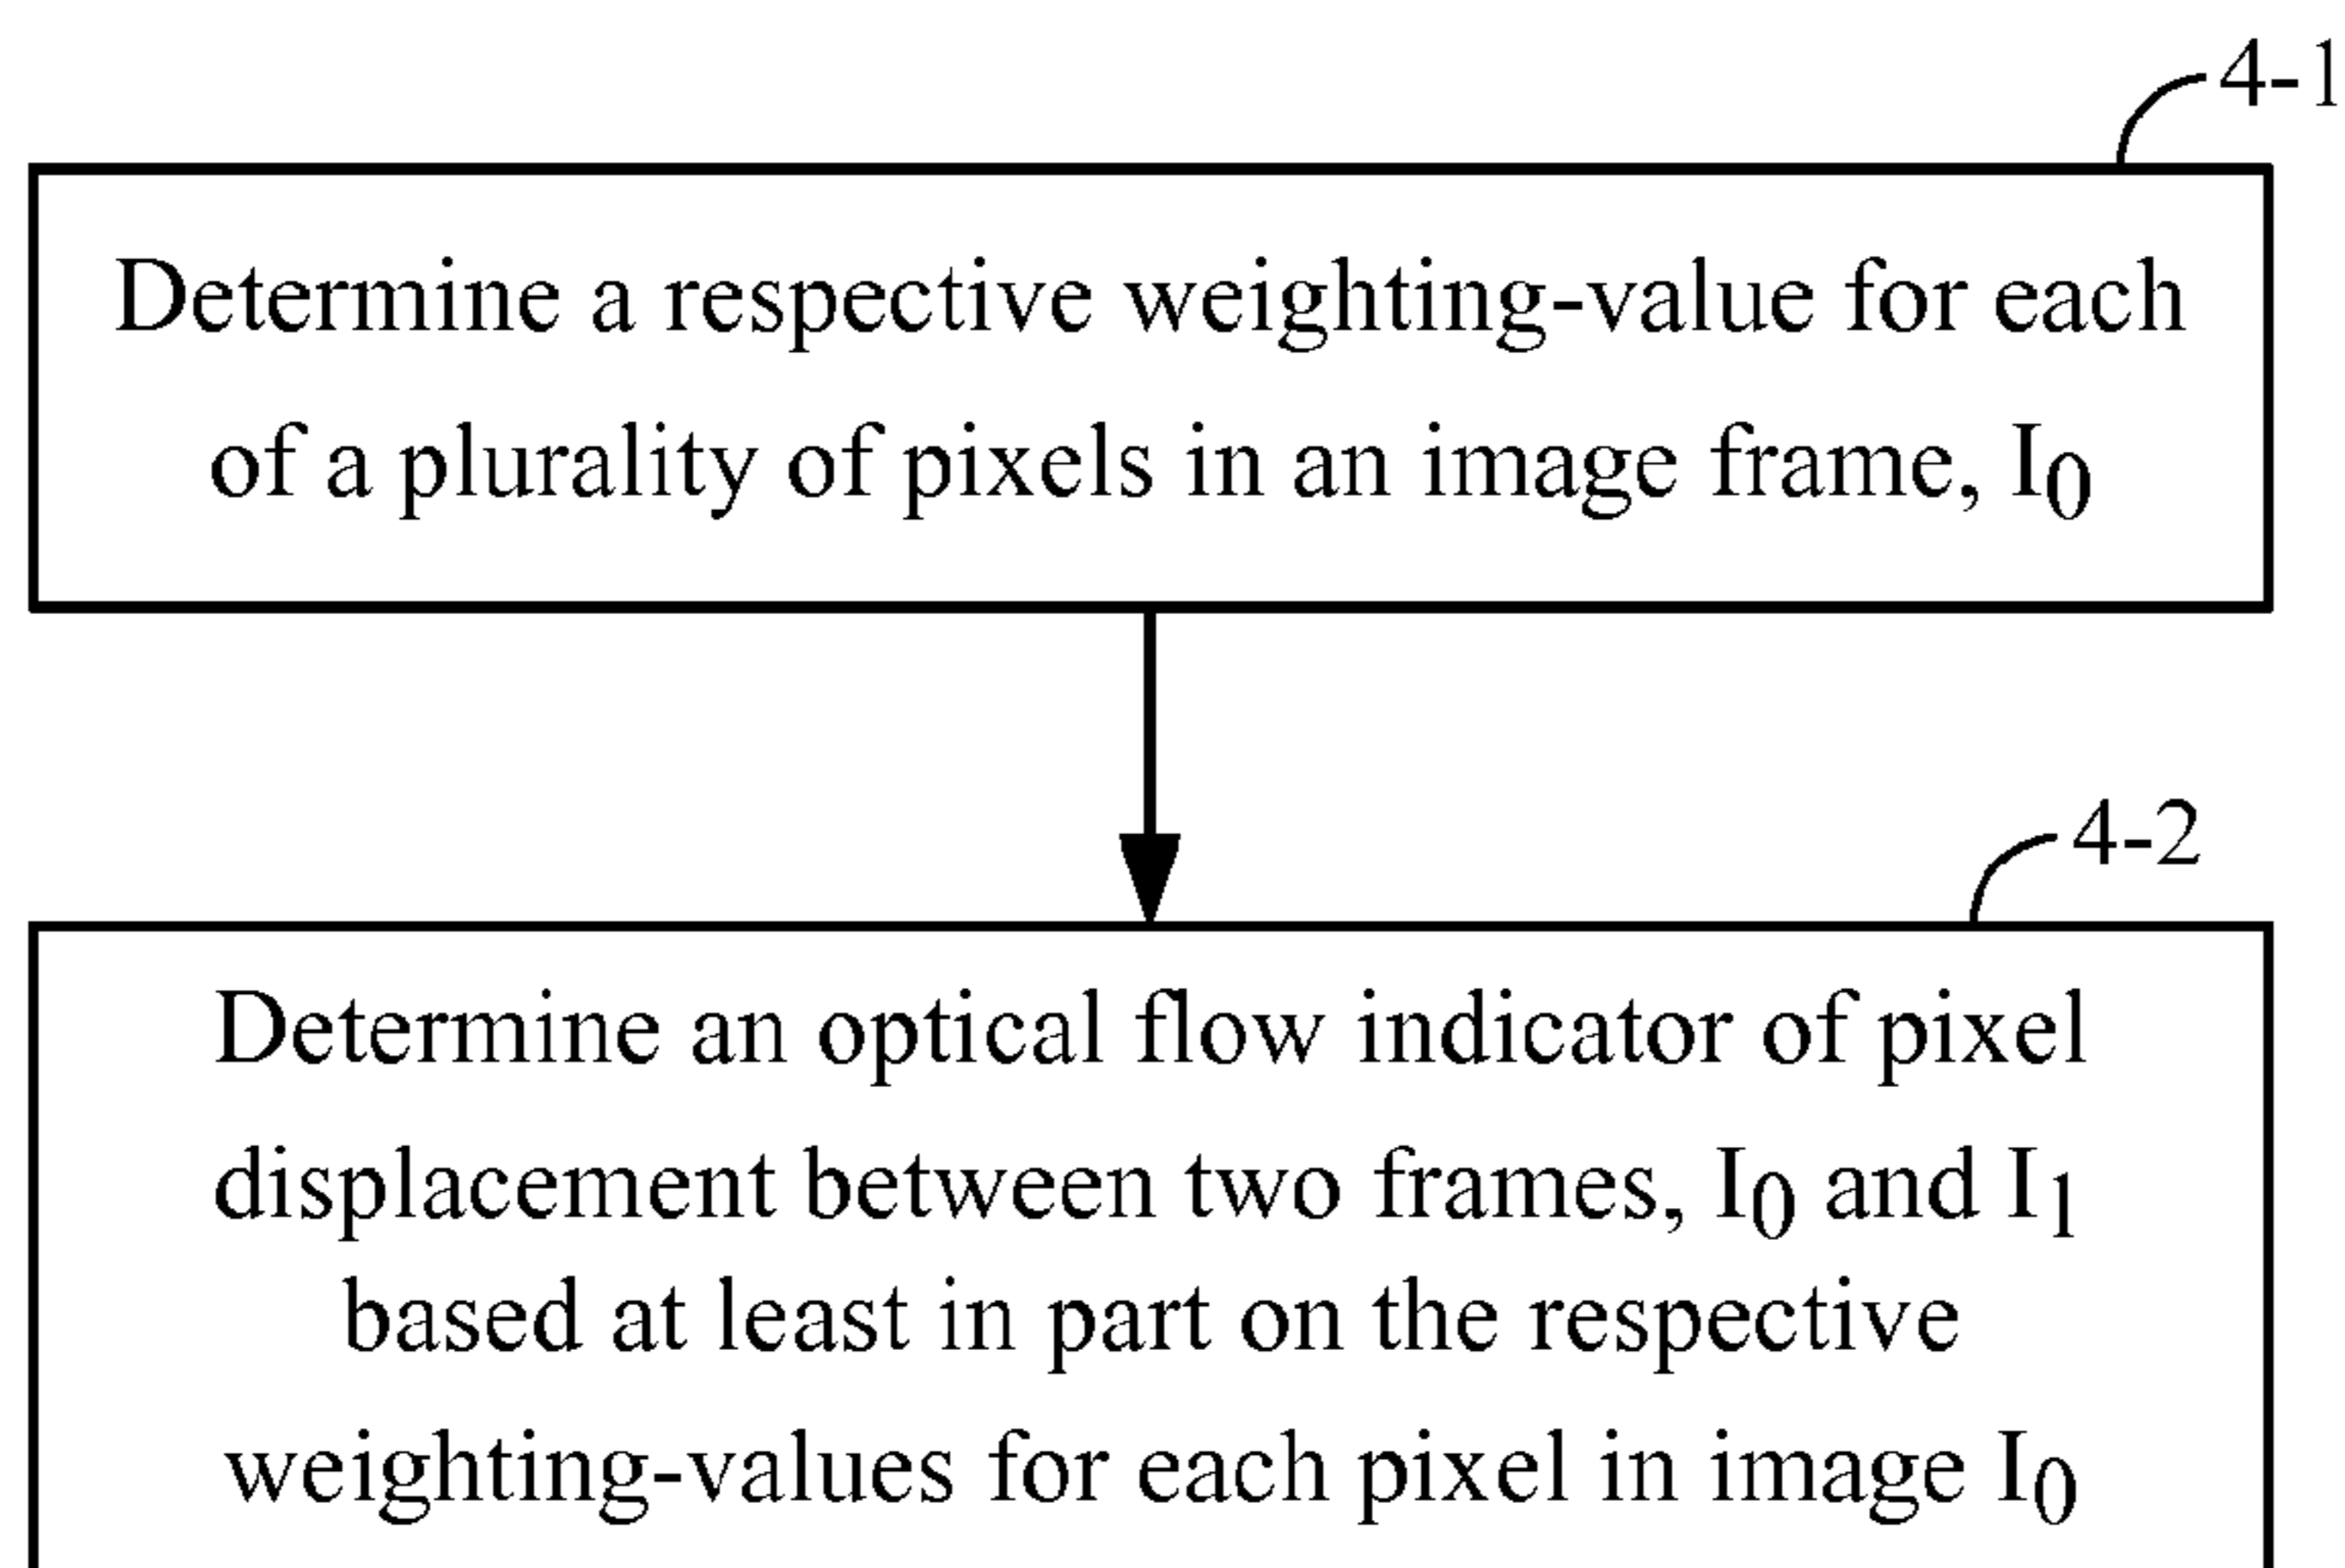 4-1
Determine a respective weighting-value for each
of a plurality of pixels in an image frame, I₀
4-2
Determine an optical flow indicator of pixel
displacement between two frames, I₀ and I₁
based at least in part on the respective
weighting-values for each pixel in image I₀